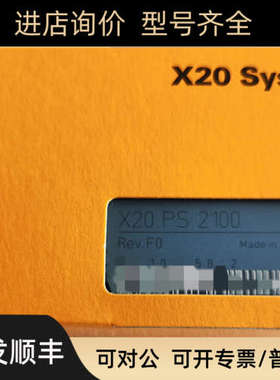 进店询价 型号齐全
X20 Sys
X20 PS 2100
Rev.F0
Made in
发顺丰
可对公 可开专票/普